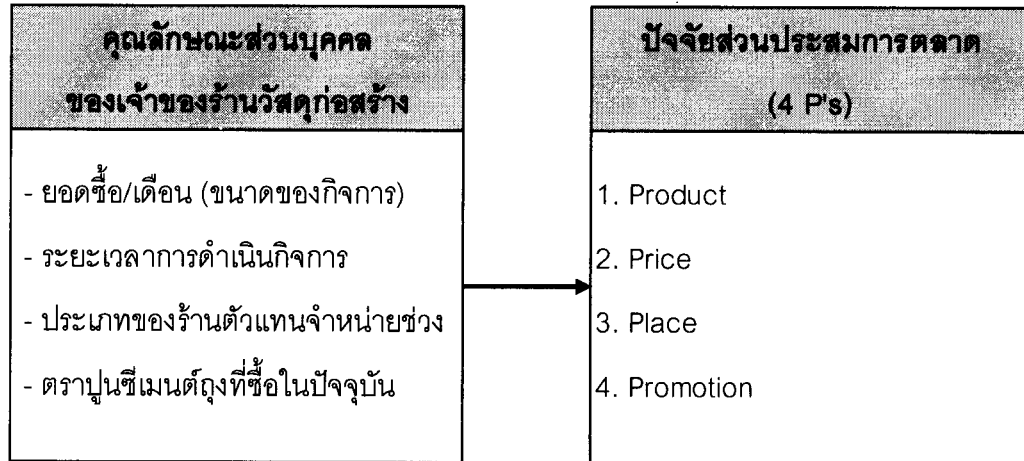 คุณลักษณะส่วนบุคคล
ของเจ้าของร้านวัสดุก่อสร้าง
- ยอดซื้อ/เดือน (ขนาดของกิจการ)
- ระยะเวลาการดำเนินกิจการ
- ประเภทของร้านตัวแทนจำหน่ายช่วง
- ตราปูนซีเมนต์ถุงที่ซื้อในปัจจุบัน
ปัจจัยส่วนประสมการตลาด
(4 P's)
1. Product
2. Price
3. Place
4. Promotion